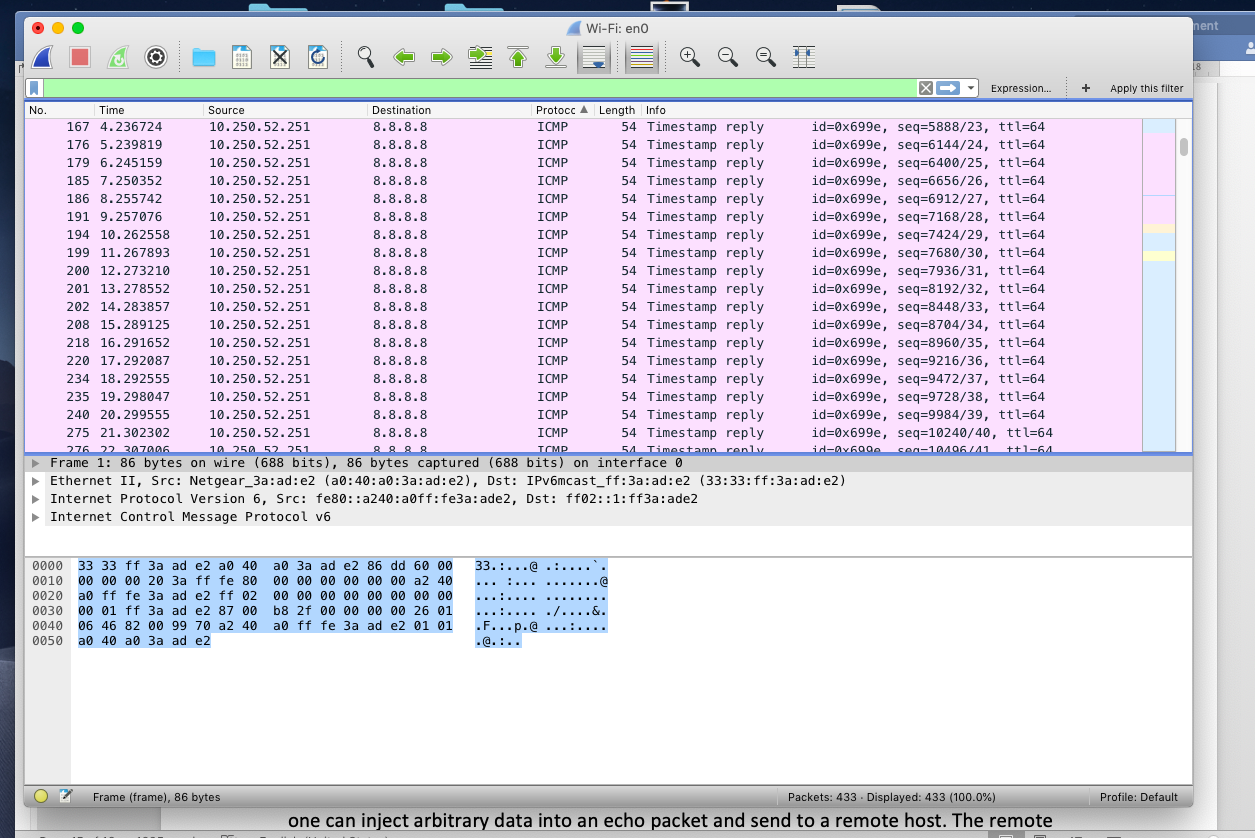 Wi-Fi: en0
ment
Expression... + Apply this filter
18
No. Time Source Destination Protocc Length Info
167 4.236724 10.250.52.251 8.8.8.8 ICMP 54 Timestamp reply id=0x699e, seq=5888/23, ttl=64
176 5.239819 10.250.52.251 8.8.8.8 ICMP 54 Timestamp reply id=0x699e, seq=6144/24, ttl=64
179 6.245159 10.250.52.251 8.8.8.8 ICMP 54 Timestamp reply id=0x699e, seq=6400/25, ttl=64
185 7.250352 10.250.52.251 8.8.8.8 ICMP 54 Timestamp reply id=0x699e, seq=6656/26, ttl=64
186 8.255742 10.250.52.251 8.8.8.8 ICMP 54 Timestamp reply id=0x699e, seq=6912/27, ttl=64
191 9.257076 10.250.52.251 8.8.8.8 ICMP 54 Timestamp reply id=0x699e, seq=7168/28, ttl=64
194 10.262558 10.250.52.251 8.8.8.8 ICMP 54 Timestamp reply id=0x699e, seq=7424/29, ttl=64
199 11.267893 10.250.52.251 8.8.8.8 ICMP 54 Timestamp reply id=0x699e, seq=7680/30, ttl=64
200 12.273210 10.250.52.251 8.8.8.8 ICMP 54 Timestamp reply id=0x699e, seq=7936/31, ttl=64
201 13.278552 10.250.52.251 8.8.8.8 ICMP 54 Timestamp reply id=0x699e, seq=8192/32, ttl=64
202 14.283857 10.250.52.251 8.8.8.8 ICMP 54 Timestamp reply id=0x699e, seq=8448/33, ttl=64
208 15.289125 10.250.52.251 8.8.8.8 ICMP 54 Timestamp reply id=0x699e, seq=8704/34, ttl=64
218 16.291652 10.250.52.251 8.8.8.8 ICMP 54 Timestamp reply id=0x699e, seq=8960/35, ttl=64
220 17.292087 10.250.52.251 8.8.8.8 ICMP 54 Timestamp reply id=0x699e, seq=9216/36, ttl=64
234 18.292555 10.250.52.251 8.8.8.8 ICMP 54 Timestamp reply id=0x699e, seq=9472/37, ttl=64
235 19.298047 10.250.52.251 8.8.8.8 ICMP 54 Timestamp reply id=0x699e, seq=9728/38, ttl=64
240 20.299555 10.250.52.251 8.8.8.8 ICMP 54 Timestamp reply id=0x699e, seq=9984/39, ttl=64
275 21.302302 10.250.52.251 8.8.8.8 ICMP 54 Timestamp reply id=0x699e, seq=10240/40, ttl=64
276 22.307006 10.250.52.251 8.8.8.8 ICMP 54 Timestamp reply id=0x699e, seq=10496/41, ttl=64
Frame 1: 86 bytes on wire (688 bits), 86 bytes captured (688 bits) on interface 0
Ethernet II, Src: Netgear_3a:ad:e2 (a0:40:a0:3a:ad:e2), Dst: IPv6mcast_ff:3a:ad:e2 (33:33:ff:3a:ad:e2)
Internet Protocol Version 6, Src: fe80::a240:a0ff:fe3a:ade2, Dst: ff02::1:ff3a:ade2
Internet Control Message Protocol v6
0000 33 33 ff 3a ad e2 a0 40 a0 3a ad e2 86 dd 60 00 33.:...@ .:....`.
0010 00 00 00 20 3a ff fe 80 00 00 00 00 00 00 a2 40 ... :... .......@
0020 a0 ff fe 3a ad e2 ff 02 00 00 00 00 00 00 00 00 ...:.... ........
0030 00 01 ff 3a ad e2 87 00 b8 2f 00 00 00 00 26 01 ...:.... ./....&.
0040 06 46 82 00 99 70 a2 40 a0 ff fe 3a ad e2 01 01 .F...p.@ ...:....
0050 a0 40 a0 3a ad e2 .@.:..
Frame (frame), 86 bytes Packets: 433 · Displayed: 433 (100.0%) Profile: Default
one can inject arbitrary data into an echo packet and send to a remote host. The remote